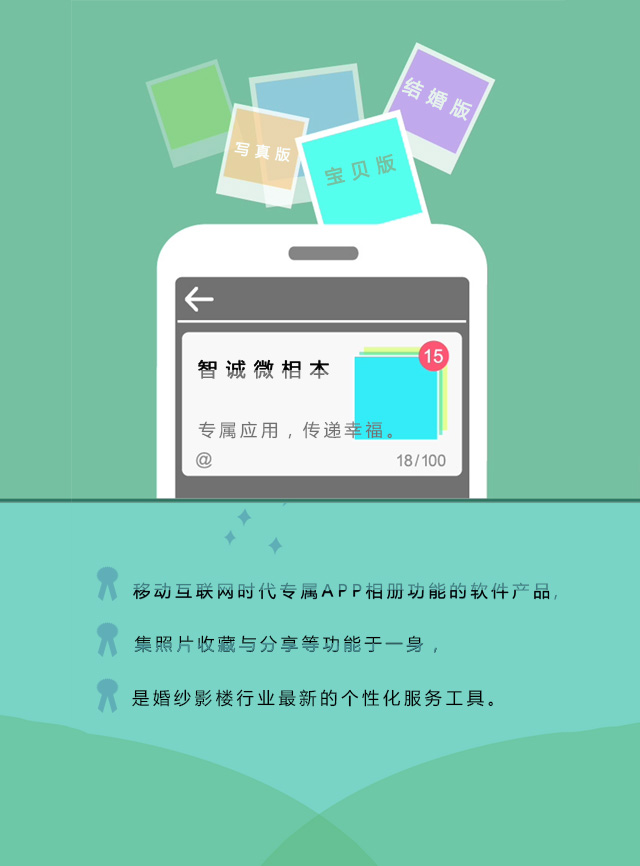 结婚版
写真版
宝贝版
15
智诚微相本
专属应用，传递幸福。
@ 18/100
移动互联网时代专属APP相册功能的软件产品，
集照片收藏与分享等功能于一身，
是婚纱影楼行业最新的个性化服务工具。